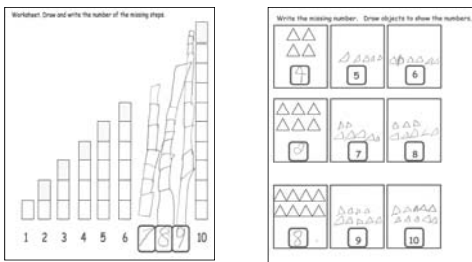 Worksheet. Draw and write the number of the missing steps.
1 2 3 4 5 6 7 8 9 10
Write the missing number. Draw objects to show the numbers.
4 5 6
7 8
8 9 10